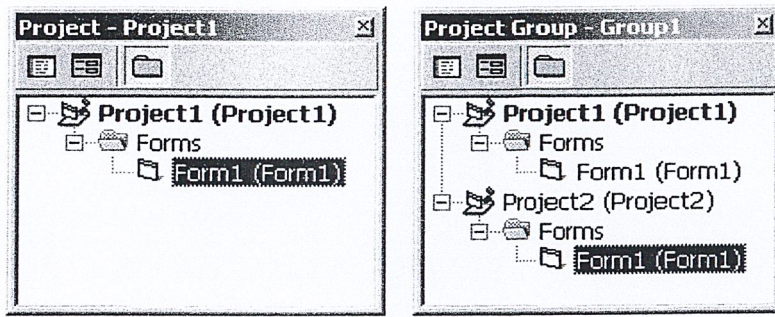 Project - Project1
Project1 (Project1)
Forms
Form1 (Form1)
Project Group - Group1
Project1 (Project1)
Forms
Form1 (Form1)
Project2 (Project2)
Forms
Form1 (Form1)